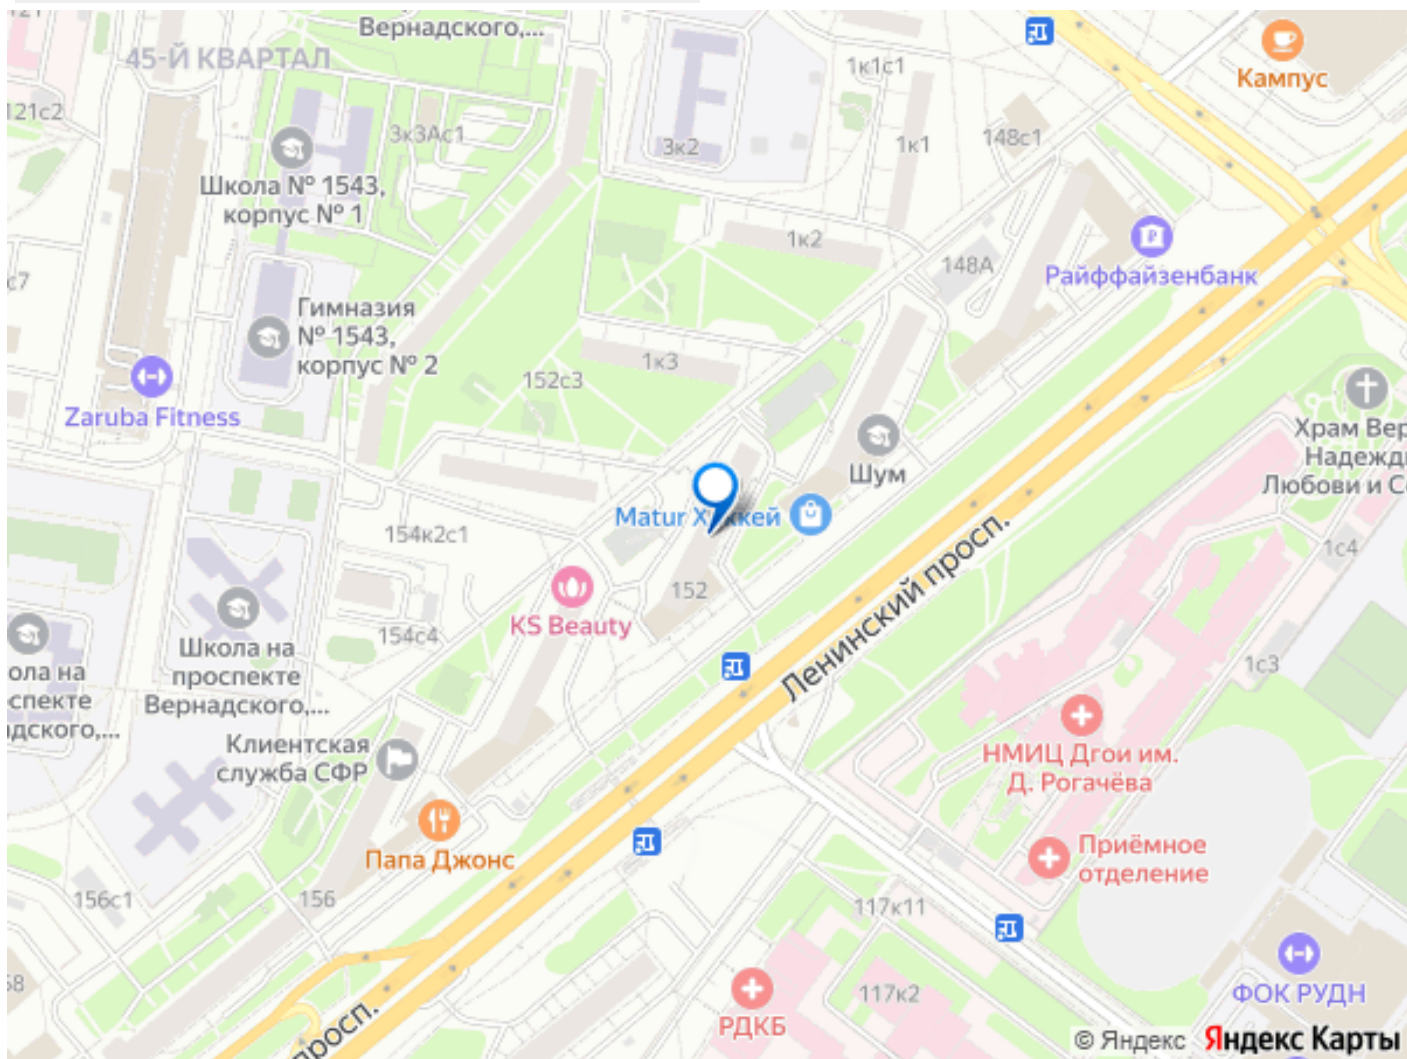 Вернадского,...
45-Й КВАРТАЛ
121с2
1к1с1
Кампус
3к3Ас1
3к2
1к1
148с1
Школа № 1543,
корпус № 1
1к2
148А
Райффайзенбанк
с7
Гимназия
№ 1543,
корпус № 2
1к3
152с3
Zaruba Fitness
Шум
Храм Вер
Надежд
Любови и С
Matur Х ккей
154к2с1
1с4
152
KS Beauty
154с4
Ленинский просп.
Школа на
проспекте
Вернадского,...
ола на
спекте
дского,...
1с3
НМИЦ Дгои им.
Д. Рогачёва
Клиентская
служба СФР
Папа Джонс
Приёмное
отделение
156с1
156
117к11
58
117к2
РДКБ
ФОК РУДН
просп.
© Яндекс Яндекс Карты